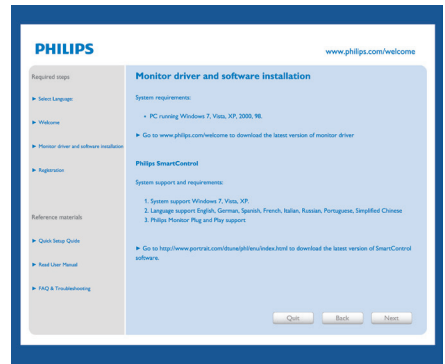 PHILIPS
www.philips.com/welcome
Required steps
► Select Language:
► Welcome
► Monitor driver and software installation
► Registration
Reference materials
► Quick Setup Guide
► Read User Manual
► FAQ & Troubleshooting
Monitor driver and software installation
System requirements:
• PC running Windows 7, Vista, XP, 2000, 98.
► Go to www.philips.com/welcome to download the latest version of monitor driver
Philips SmartControl
System support and requirements:
1. System support Windows 7, Vista, XP.
2. Language support English, German, Spanish, French, Italian, Russian, Portuguese, Simplified Chinese
3. Philips Monitor Plug and Play support
► Go to http://www.portrait.com/dtune/phl/enu/index.html to download the latest version of SmartControl
software.
Quit
Back
Next